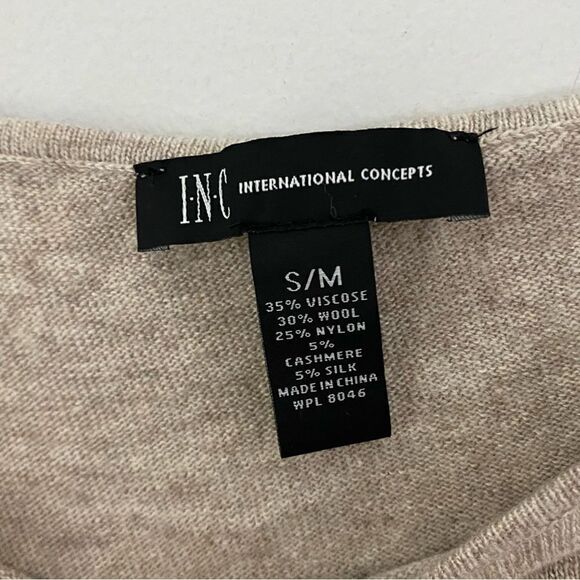 I·N·C INTERNATIONAL CONCEPTS
S/M
35% VISCOSE
30% WOOL
25% NYLON
5%
CASHMERE
5% SILK
MADE IN CHINA
WPL 8046